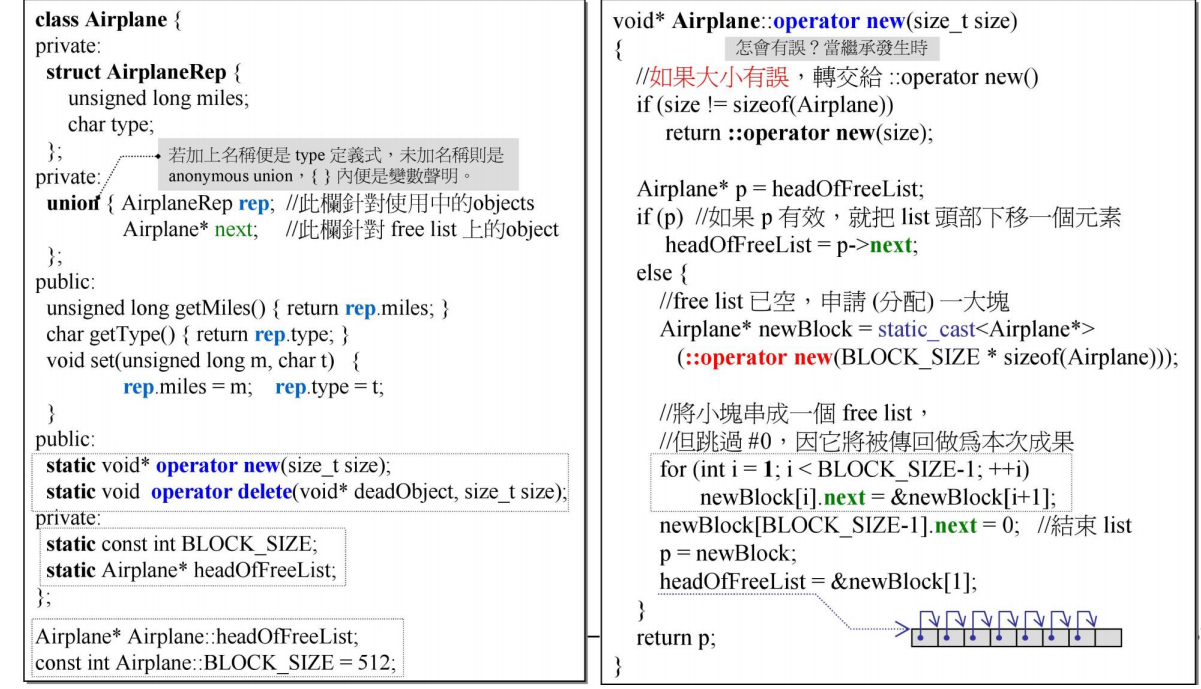 class Airplane {
private:
struct AirplaneRep {
unsigned long miles;
char type;
};
若加上名稱便是 type 定義式，未加名稱則是
anonymous union，{ } 內便是變數聲明。
private:
union { AirplaneRep rep; //此欄針對使用中的objects
Airplane* next; //此欄針對 free list 上的object
};
public:
unsigned long getMiles() { return rep.miles; }
char getType() { return rep.type; }
void set(unsigned long m, char t) {
rep.miles = m; rep.type = t;
}
public:
static void* operator new(size_t size);
static void operator delete(void* deadObject, size_t size);
private:
static const int BLOCK_SIZE;
static Airplane* headOfFreeList;
};
Airplane* Airplane::headOfFreeList;
const int Airplane::BLOCK_SIZE = 512;
void* Airplane::operator new(size_t size)
{
怎會有誤？當繼承發生時
//如果大小有誤，轉交給 ::operator new()
if (size != sizeof(Airplane))
return ::operator new(size);
Airplane* p = headOfFreeList;
if (p) //如果 p 有效，就把 list 頭部下移一個元素
headOfFreeList = p->next;
else {
//free list 已空，申請 (分配) 一大塊
Airplane* newBlock = static_cast<Airplane*>
(::operator new(BLOCK_SIZE * sizeof(Airplane)));
//將小塊串成一個 free list，
//但跳過 #0，因它將被傳回做爲本次成果
for (int i = 1; i < BLOCK_SIZE-1; ++i)
newBlock[i].next = &newBlock[i+1];
newBlock[BLOCK_SIZE-1].next = 0; //結束 list
p = newBlock;
headOfFreeList = &newBlock[1];
}
return p;
}